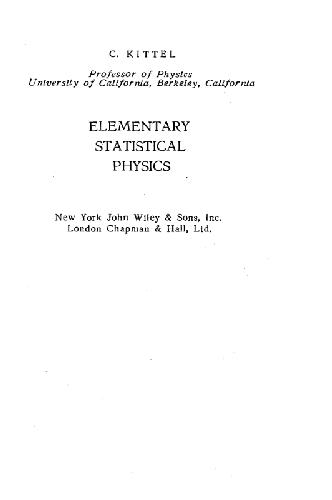 C. KITTEL
Professor of Physics
University of California, Berkeley, California
ELEMENTARY
STATISTICAL
PHYSICS
New York John Wiley & Sons, Inc.
London Chapman & Hall, Ltd.